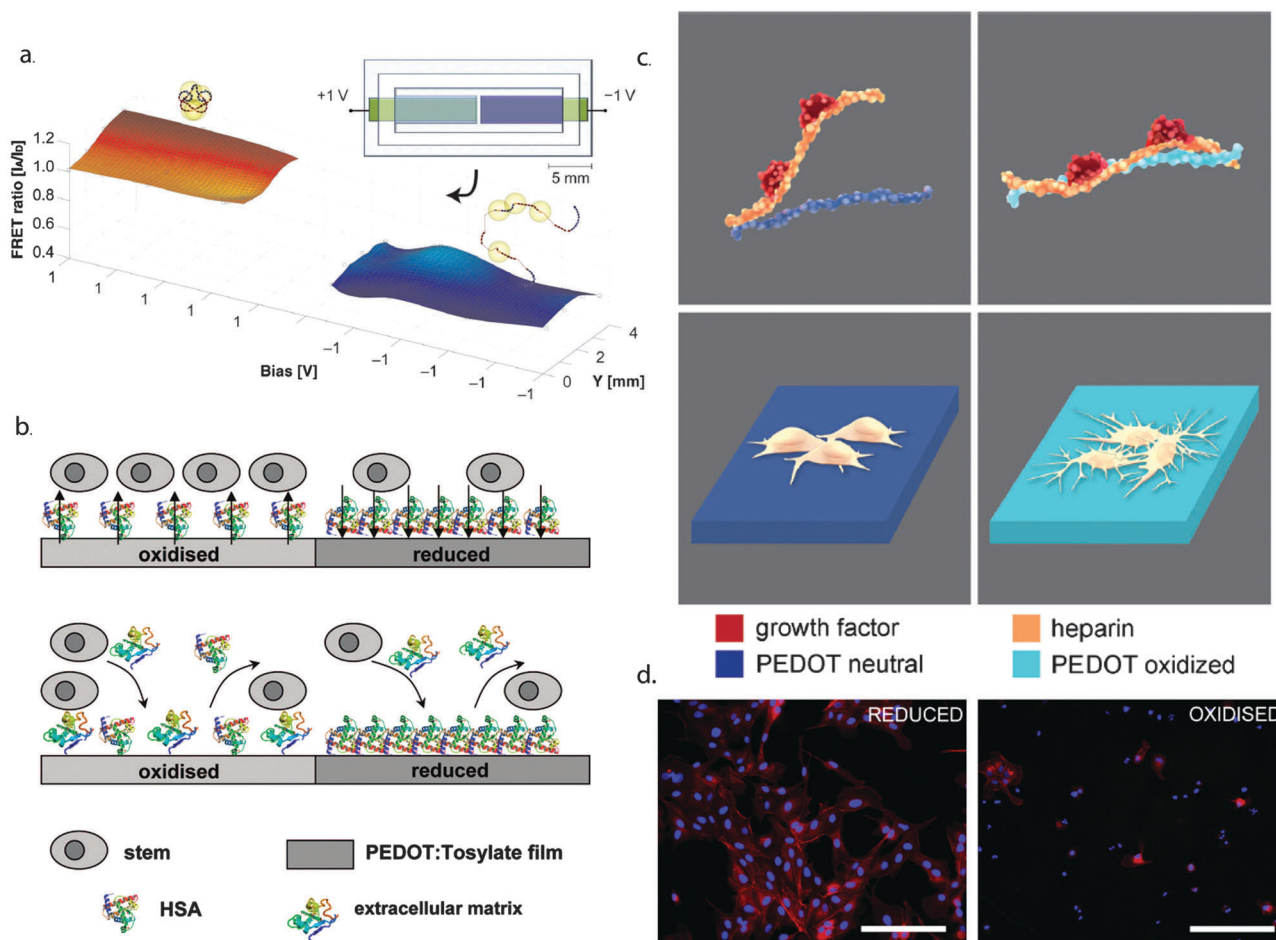 a.
+1 V
−1 V
5 mm
FRET ratio [IA/ID]
1.2
1.0
0.8
0.6
0.4
1
1
1
1
1
−1
−1
−1
−1
−1
Bias [V]
0
2
4
Y [mm]
b.
oxidised
reduced
oxidised
reduced
stem
PEDOT:Tosylate film
HSA
extracellular matrix
c.
growth factor
heparin
PEDOT neutral
PEDOT oxidized
d.
REDUCED
OXIDISED